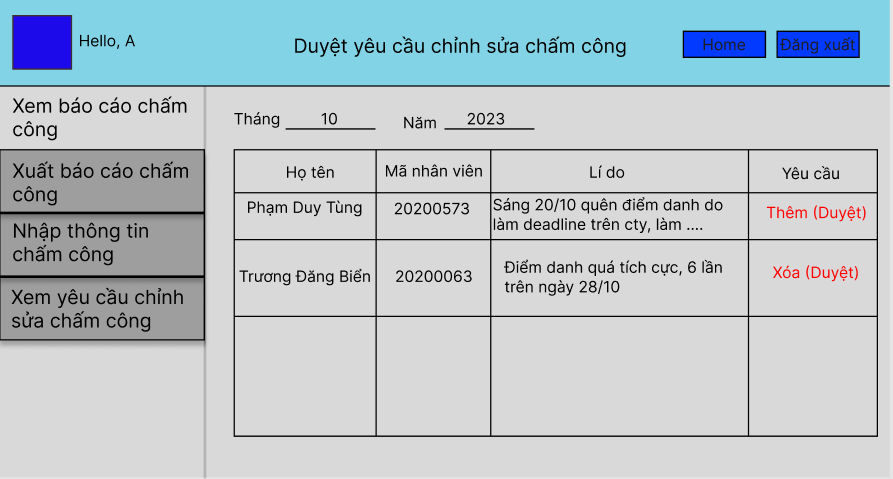 Hello, A
Duyệt yêu cầu chỉnh sửa chấm công
Home
Đăng xuất
Xem báo cáo chấm
công
Xuất báo cáo chấm
công
Nhập thông tin
chấm công
Xem yêu cầu chỉnh
sửa chấm công
Tháng 10 Năm 2023
Họ tên
Mã nhân viên
Lí do
Yêu cầu
Phạm Duy Tùng
20200573
Sáng 20/10 quên điểm danh do
làm deadline trên cty, làm ....
Thêm (Duyệt)
Trương Đăng Biển
20200063
Điểm danh quá tích cực, 6 lần
trên ngày 28/10
Xóa (Duyệt)